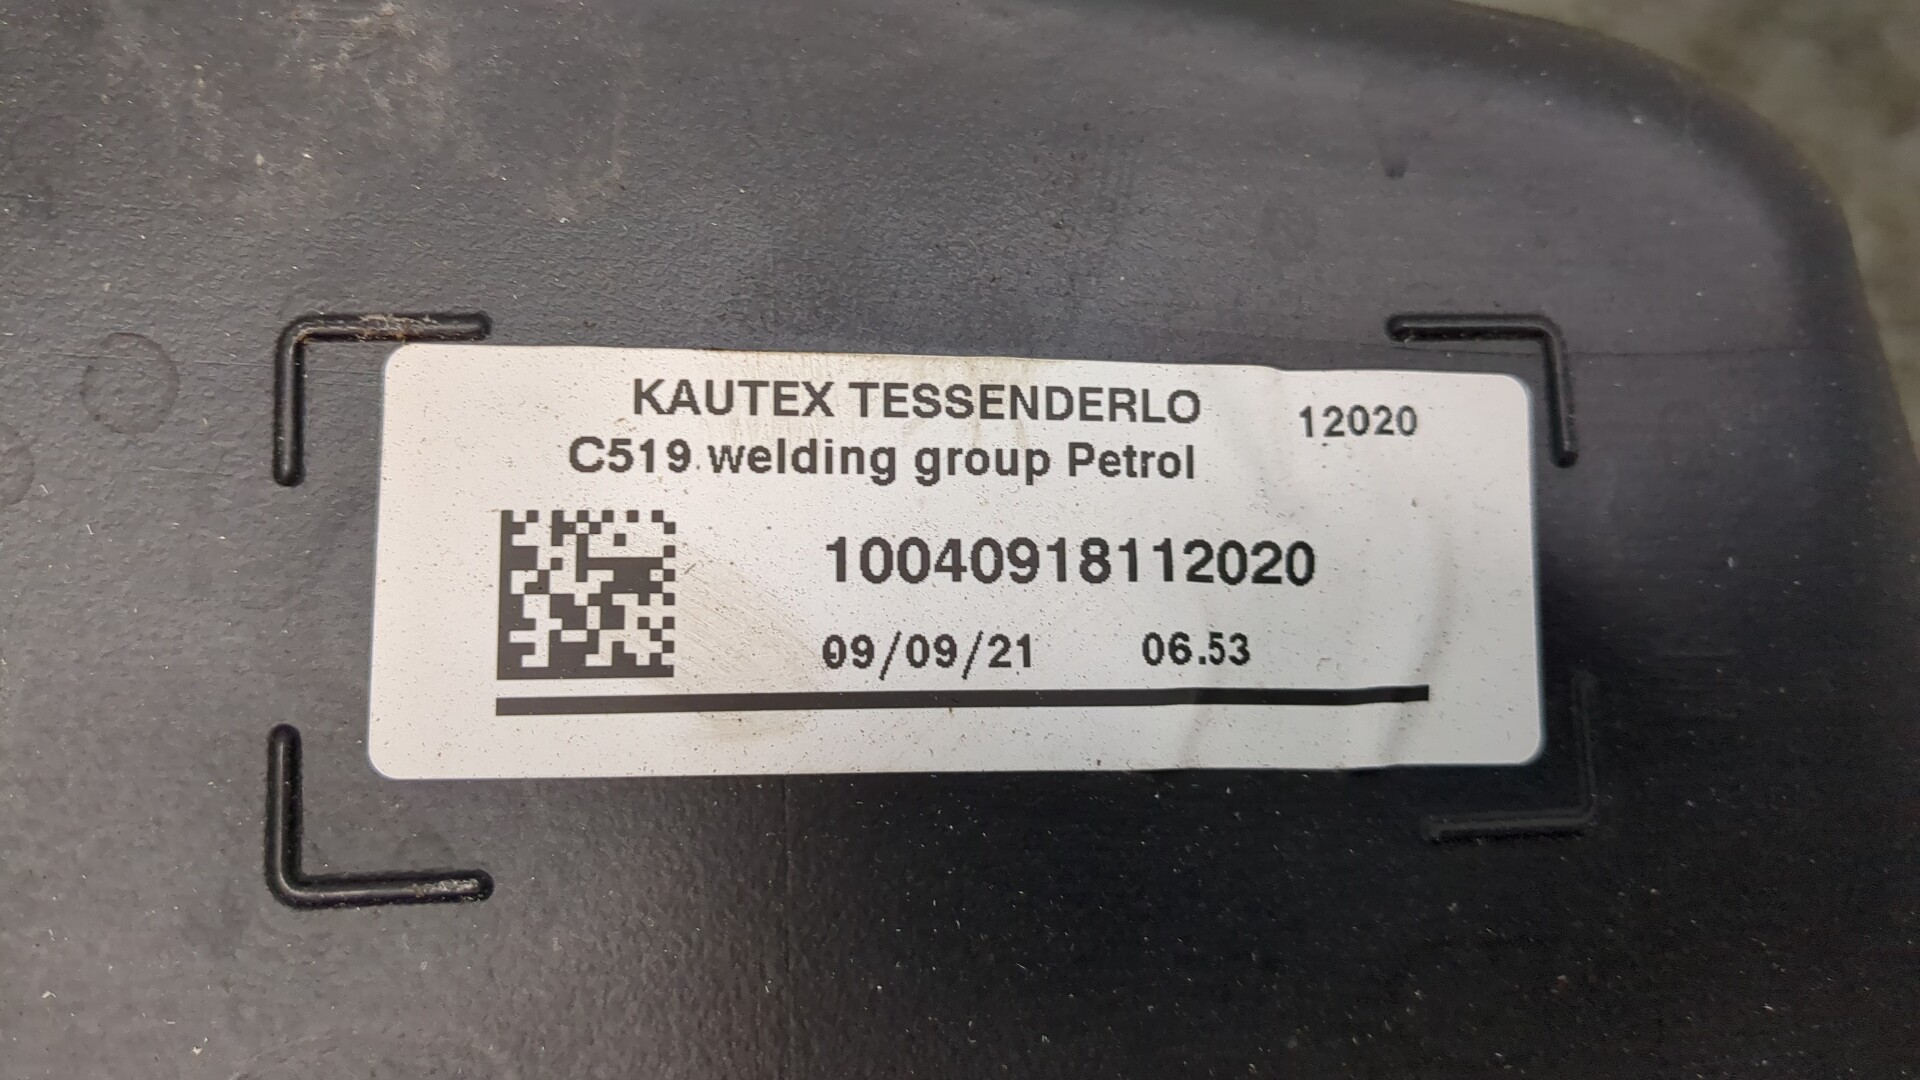 KAUTEX TESSENDERLO 12020
C519 welding group Petrol
10040918112020
09/09/21 06.53